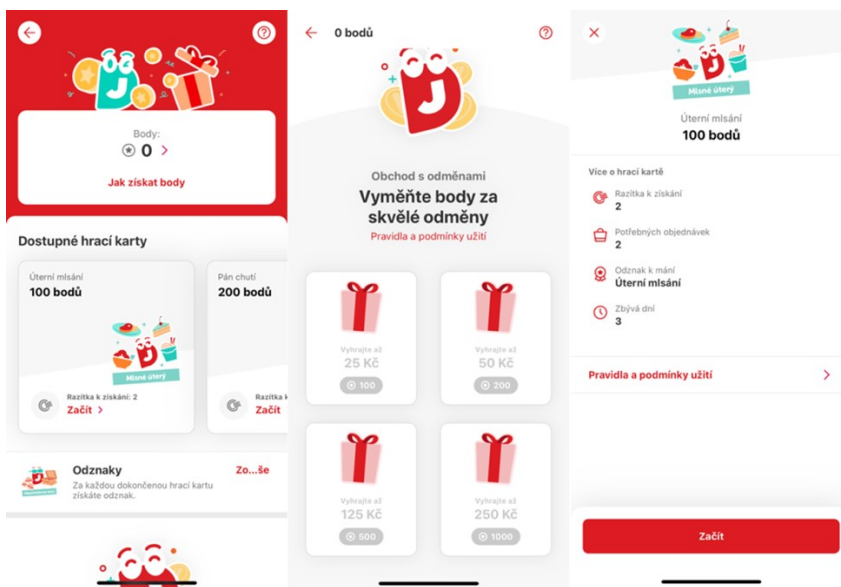 Body:
0 >
Jak získat body
Dostupné hrací karty
Úterní mlsání
100 bodů
Mlsné úterý
Razítka k získání: 2
Začít >
Pán chutí
200 bodů
Razítka k
Začít
Odznaky
Zo...še
Za každou dokončenou hrací kartu
získáte odznak.
0 bodů
Obchod s odměnami
Vyměňte body za
skvělé odměny
Pravidla a podmínky užití
Vyhrajte až
25 Kč
100
Vyhrajte až
50 Kč
200
Vyhrajte až
125 Kč
500
Vyhrajte až
250 Kč
1000
Mlsné úterý
Úterní mlsání
100 bodů
Více o hrací kartě
Razítka k získání
2
Potřebných objednávek
2
Odznak k mání
Úterní mlsání
Zbývá dní
3
Pravidla a podmínky užití
Začít